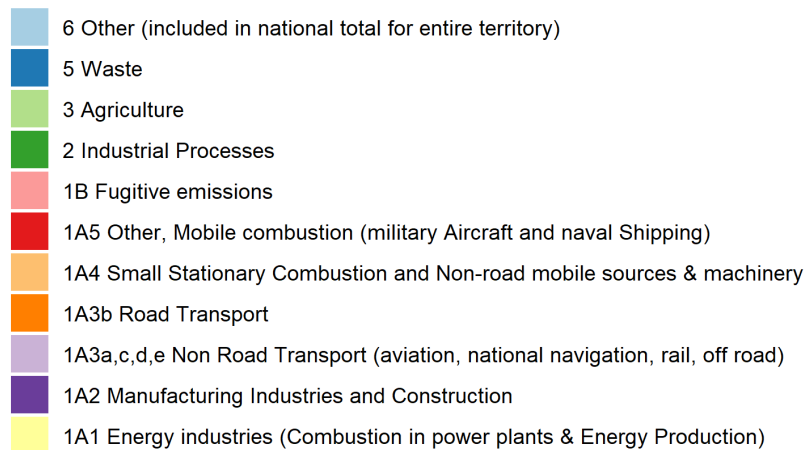 6 Other (included in national total for entire territory)
5 Waste
3 Agriculture
2 Industrial Processes
1B Fugitive emissions
1A5 Other, Mobile combustion (military Aircraft and naval Shipping)
1A4 Small Stationary Combustion and Non-road mobile sources & machinery
1A3b Road Transport
1A3a,c,d,e Non Road Transport (aviation, national navigation, rail, off road)
1A2 Manufacturing Industries and Construction
1A1 Energy industries (Combustion in power plants & Energy Production)